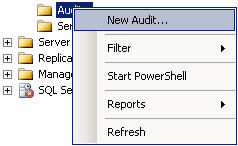 Audi
New Audit...
Ser
Server
Filter
Replica
Start PowerShell
Manage
SQL Se
Reports
Refresh